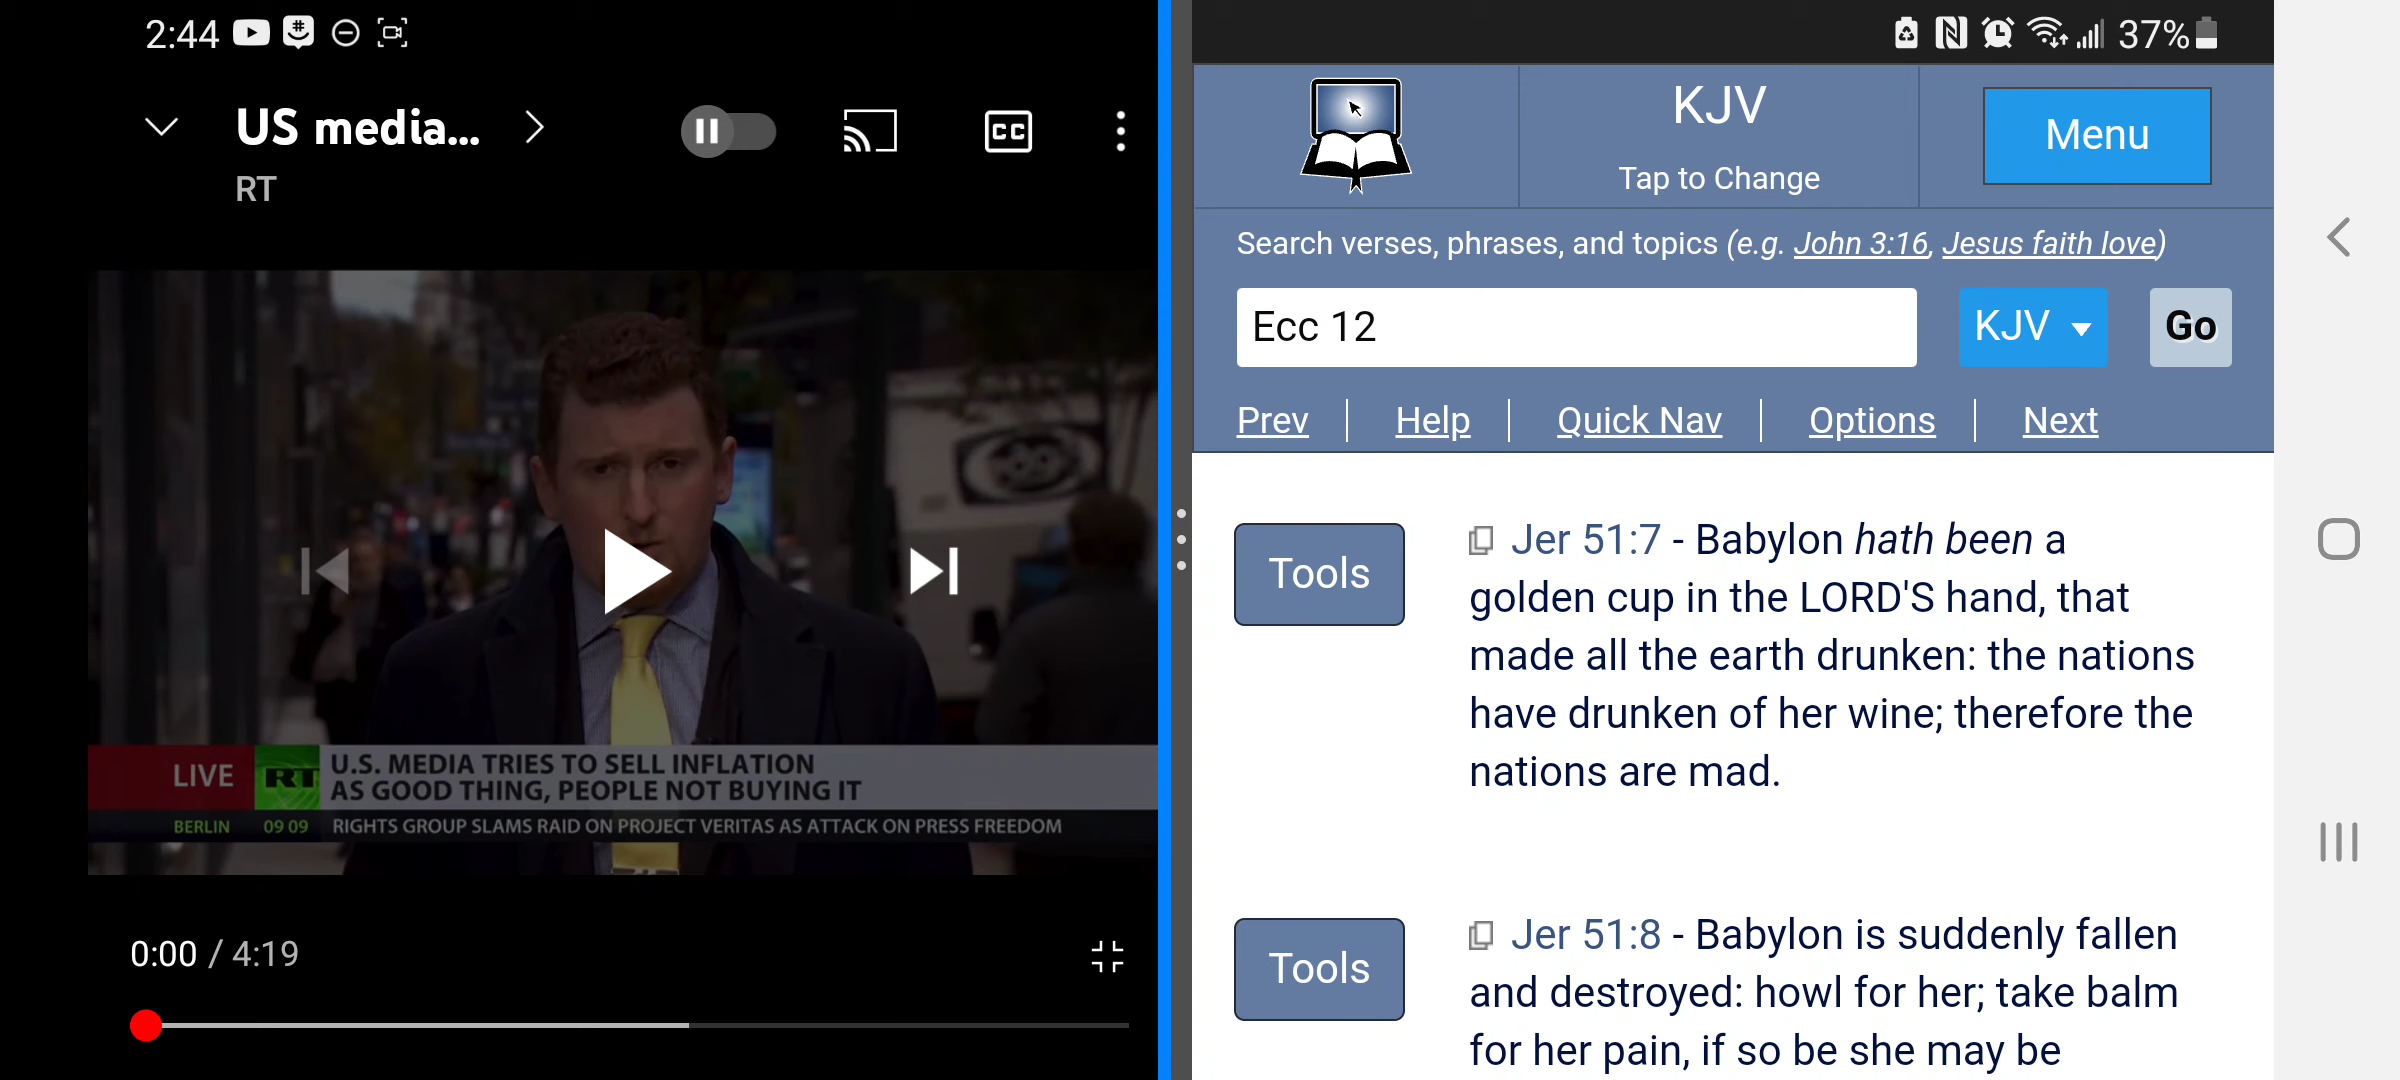 2:44
US media...
RT
CC
LIVE RT U.S. MEDIA TRIES TO SELL INFLATION
AS GOOD THING, PEOPLE NOT BUYING IT
BERLIN 09 09 RIGHTS GROUP SLAMS RAID ON PROJECT VERITAS AS ATTACK ON PRESS FREEDOM
0:00 / 4:19
37%
KJV
Tap to Change
Menu
Search verses, phrases, and topics (e.g. John 3:16, Jesus faith love)
Ecc 12
KJV
Go
Prev | Help | Quick Nav | Options | Next
Tools
Jer 51:7 - Babylon hath been a
golden cup in the LORD'S hand, that
made all the earth drunken: the nations
have drunken of her wine; therefore the
nations are mad.
Tools
Jer 51:8 - Babylon is suddenly fallen
and destroyed: howl for her; take balm
for her pain, if so be she may be